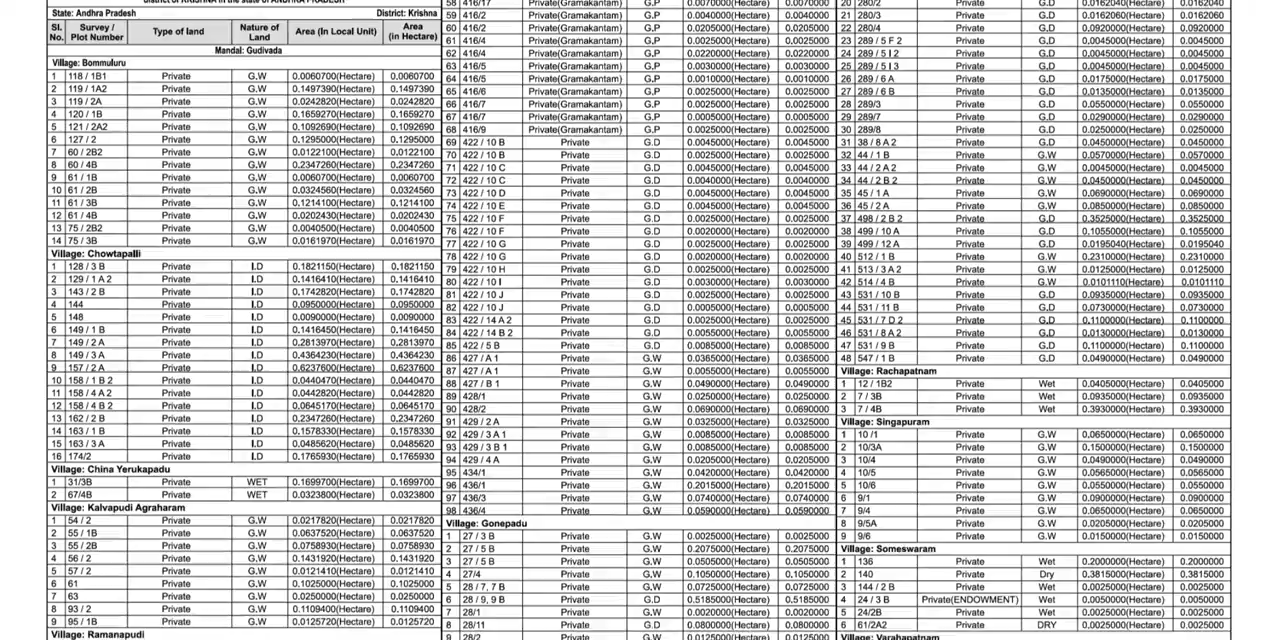 District of KRISHNA in the state of ANDHRA PRADESH
State: Andhra Pradesh District: Krishna
Sl. No. Survey / Plot Number Type of land Nature of Land Area (In Local Unit) Area (in Hectare)
Mandal: Gudivada
Village: Bommuluru
1 118 / 1B1 Private G.W 0.0060700(Hectare) 0.0060700
2 119 / 1A2 Private G.W 0.1497390(Hectare) 0.1497390
3 119 / 2A Private G.W 0.0242820(Hectare) 0.0242820
4 120 / 1B Private G.W 0.1659270(Hectare) 0.1659270
5 121 / 2A2 Private G.W 0.1092690(Hectare) 0.1092690
6 127 / 2 Private G.W 0.1295000(Hectare) 0.1295000
7 60 / 2B2 Private G.W 0.0122100(Hectare) 0.0122100
8 60 / 4B Private G.W 0.2347260(Hectare) 0.2347260
9 61 / 1B Private G.W 0.0060700(Hectare) 0.0060700
10 61 / 2B Private G.W 0.0324560(Hectare) 0.0324560
11 61 / 3B Private G.W 0.1214100(Hectare) 0.1214100
12 61 / 4B Private G.W 0.0202430(Hectare) 0.0202430
13 75 / 2B2 Private G.W 0.0040500(Hectare) 0.0040500
14 75 / 3B Private G.W 0.0161970(Hectare) 0.0161970
Village: Chowtapalli
1 128 / 3 B Private I.D 0.1821150(Hectare) 0.1821150
2 129 / 1 A 2 Private I.D 0.1416410(Hectare) 0.1416410
3 143 / 2 B Private I.D 0.1742820(Hectare) 0.1742820
4 144 Private I.D 0.0950000(Hectare) 0.0950000
5 148 Private I.D 0.0090000(Hectare) 0.0090000
6 149 / 1 B Private I.D 0.1416450(Hectare) 0.1416450
7 149 / 2 A Private I.D 0.2813970(Hectare) 0.2813970
8 149 / 3 A Private I.D 0.4364230(Hectare) 0.4364230
9 157 / 2 A Private I.D 0.6237600(Hectare) 0.6237600
10 158 / 1 B 2 Private I.D 0.0440470(Hectare) 0.0440470
11 158 / 4 A 2 Private I.D 0.0442820(Hectare) 0.0442820
12 158 / 4 B 2 Private I.D 0.0645170(Hectare) 0.0645170
13 162 / 2 B Private I.D 0.2347260(Hectare) 0.2347260
14 163 / 1 B Private I.D 0.1578330(Hectare) 0.1578330
15 163 / 3 A Private I.D 0.0485620(Hectare) 0.0485620
16 174/2 Private I.D 0.1765930(Hectare) 0.1765930
Village: China Yerukapadu
1 31/3B Private WET 0.1699700(Hectare) 0.1699700
2 67/4B Private WET 0.0323800(Hectare) 0.0323800
Village: Kalvapudi Agraharam
1 54 / 2 Private G.W 0.0217820(Hectare) 0.0217820
2 55 / 1B Private G.W 0.0637520(Hectare) 0.0637520
3 55 / 2B Private G.W 0.0758930(Hectare) 0.0758930
4 56 / 2 Private G.W 0.1431920(Hectare) 0.1431920
5 57 / 2 Private G.W 0.0121410(Hectare) 0.0121410
6 61 Private G.W 0.1025000(Hectare) 0.1025000
7 63 Private G.W 0.0250000(Hectare) 0.0250000
8 93 / 2 Private G.W 0.1109400(Hectare) 0.1109400
9 95 / 1B Private G.W 0.0125720(Hectare) 0.0125720
Village: Ramanapudi
58 416/17 Private(Gramakantam) G.P 0.0070000(Hectare) 0.0070000
59 416/2 Private(Gramakantam) G.P 0.0040000(Hectare) 0.0040000
60 416/2 Private(Gramakantam) G.P 0.0205000(Hectare) 0.0205000
61 416/4 Private(Gramakantam) G.P 0.0025000(Hectare) 0.0025000
62 416/4 Private(Gramakantam) G.P 0.0220000(Hectare) 0.0220000
63 416/5 Private(Gramakantam) G.P 0.0030000(Hectare) 0.0030000
64 416/5 Private(Gramakantam) G.P 0.0010000(Hectare) 0.0010000
65 416/6 Private(Gramakantam) G.P 0.0025000(Hectare) 0.0025000
66 416/7 Private(Gramakantam) G.P 0.0025000(Hectare) 0.0025000
67 416/7 Private(Gramakantam) G.P 0.0005000(Hectare) 0.0005000
68 416/9 Private(Gramakantam) G.P 0.0025000(Hectare) 0.0025000
69 422 / 10 B Private G.D 0.0045000(Hectare) 0.0045000
70 422 / 10 B Private G.D 0.0025000(Hectare) 0.0025000
71 422 / 10 C Private G.D 0.0040000(Hectare) 0.0040000
72 422 / 10 C Private G.D 0.0040000(Hectare) 0.0040000
73 422 / 10 D Private G.D 0.0045000(Hectare) 0.0045000
74 422 / 10 E Private G.D 0.0045000(Hectare) 0.0045000
75 422 / 10 F Private G.D 0.0025000(Hectare) 0.0025000
76 422 / 10 F Private G.D 0.0020000(Hectare) 0.0020000
77 422 / 10 G Private G.D 0.0025000(Hectare) 0.0025000
78 422 / 10 G Private G.D 0.0020000(Hectare) 0.0020000
79 422 / 10 H Private G.D 0.0025000(Hectare) 0.0025000
80 422 / 10 I Private G.D 0.0030000(Hectare) 0.0030000
81 422 / 10 J Private G.D 0.0025000(Hectare) 0.0025000
82 422 / 10 J Private G.D 0.0005000(Hectare) 0.0005000
83 422 / 14 A 2 Private G.D 0.0025000(Hectare) 0.0025000
84 422 / 14 B 2 Private G.D 0.0055000(Hectare) 0.0055000
85 422 / 5 B Private G.D 0.0085000(Hectare) 0.0085000
86 427 / A 1 Private G.W 0.0365000(Hectare) 0.0365000
87 427 / A 1 Private G.W 0.0055000(Hectare) 0.0055000
88 427 / B 1 Private G.W 0.0490000(Hectare) 0.0490000
89 428/1 Private G.W 0.0250000(Hectare) 0.0250000
90 428/2 Private G.W 0.0690000(Hectare) 0.0690000
91 429 / 2 A Private G.W 0.0325000(Hectare) 0.0325000
92 429 / 3 A 1 Private G.W 0.0085000(Hectare) 0.0085000
93 429 / 3 B 1 Private G.W 0.0085000(Hectare) 0.0085000
94 429 / 4 A Private G.W 0.0205000(Hectare) 0.0205000
95 434/1 Private G.W 0.0420000(Hectare) 0.0420000
96 436/1 Private G.W 0.2015000(Hectare) 0.2015000
97 436/3 Private G.W 0.0740000(Hectare) 0.0740000
98 436/4 Private G.W 0.0590000(Hectare) 0.0590000
Village: Gonepadu
1 27 / 3 B Private G.W 0.0025000(Hectare) 0.0025000
2 27 / 5 B Private G.W 0.2075000(Hectare) 0.2075000
3 27 / 5 B Private G.W 0.0505000(Hectare) 0.0505000
4 27/4 Private G.W 0.1050000(Hectare) 0.1050000
5 28 / 7, 7 B Private G.W 0.0725000(Hectare) 0.0725000
6 28 / 9, 9 B Private G.D 0.5185000(Hectare) 0.5185000
7 28/1 Private G.W 0.0020000(Hectare) 0.0020000
8 28/11 Private G.D 0.0800000(Hectare) 0.0800000
9 28/2 Private G.W 0.0125000(Hectare) 0.0125000
20 280/2 Private G.D 0.0162040(Hectare) 0.0162040
21 280/3 Private G.D 0.0162060(Hectare) 0.0162060
22 280/4 Private G.D 0.0920000(Hectare) 0.0920000
23 289 / 5 F 2 Private G.D 0.0045000(Hectare) 0.0045000
24 289 / 5 I 2 Private G.D 0.0045000(Hectare) 0.0045000
25 289 / 5 I 3 Private G.D 0.0045000(Hectare) 0.0045000
26 289 / 6 A Private G.D 0.0175000(Hectare) 0.0175000
27 289 / 6 B Private G.D 0.0135000(Hectare) 0.0135000
28 289/3 Private G.D 0.0550000(Hectare) 0.0550000
29 289/7 Private G.D 0.0290000(Hectare) 0.0290000
30 289/8 Private G.D 0.0250000(Hectare) 0.0250000
31 38 / 8 A 2 Private G.D 0.0450000(Hectare) 0.0450000
32 44 / 1 B Private G.W 0.0570000(Hectare) 0.0570000
33 44 / 2 A 2 Private G.W 0.0045000(Hectare) 0.0045000
34 44 / 2 B 2 Private G.W 0.0045000(Hectare) 0.0045000
35 45 / 1 A Private G.W 0.0690000(Hectare) 0.0690000
36 45 / 2 A Private G.W 0.0850000(Hectare) 0.0850000
37 498 / 2 B 2 Private G.D 0.3525000(Hectare) 0.3525000
38 499 / 10 A Private G.D 0.1055000(Hectare) 0.1055000
39 499 / 12 A Private G.D 0.0195040(Hectare) 0.0195040
40 512 / 1 B Private G.W 0.2310000(Hectare) 0.2310000
41 513 / 3 A 2 Private G.W 0.0125000(Hectare) 0.0125000
42 514 / 4 B Private G.W 0.0101110(Hectare) 0.0101110
43 531 / 10 B Private G.D 0.0935000(Hectare) 0.0935000
44 531 / 11 B Private G.D 0.0730000(Hectare) 0.0730000
45 531 / 7 D 2 Private G.D 0.1100000(Hectare) 0.1100000
46 531 / 8 A 2 Private G.D 0.0130000(Hectare) 0.0130000
47 531 / 9 B Private G.D 0.1100000(Hectare) 0.1100000
48 547 / 1 B Private G.D 0.0490000(Hectare) 0.0490000
Village: Rachapatnam
1 12 / 1B2 Private Wet 0.0405000(Hectare) 0.0405000
2 7 / 3B Private Wet 0.0935000(Hectare) 0.0935000
3 7 / 4B Private Wet 0.3930000(Hectare) 0.3930000
Village: Singapuram
1 10 /1 Private G.W 0.0650000(Hectare) 0.0650000
2 10/3A Private G.W 0.1500000(Hectare) 0.1500000
3 10/4 Private G.W 0.0490000(Hectare) 0.0490000
4 10/5 Private G.W 0.0565000(Hectare) 0.0565000
5 10/6 Private G.W 0.0550000(Hectare) 0.0550000
6 9/1 Private G.W 0.0900000(Hectare) 0.0900000
7 9/4 Private G.W 0.0650000(Hectare) 0.0650000
8 9/5A Private G.W 0.0205000(Hectare) 0.0205000
9 9/6 Private G.W 0.0150000(Hectare) 0.0150000
Village: Someswaram
1 136 Private Wet 0.2000000(Hectare) 0.2000000
2 140 Private Dry 0.3815000(Hectare) 0.3815000
3 144 / 2 B Private Wet 0.0025000(Hectare) 0.0025000
4 24 / 3 B Private(ENDOWMENT) Wet 0.0050000(Hectare) 0.0050000
5 24/2B Private Wet 0.0025000(Hectare) 0.0025000
6 61/2A2 Private DRY 0.0025000(Hectare) 0.0025000
Village: Varahapatnam